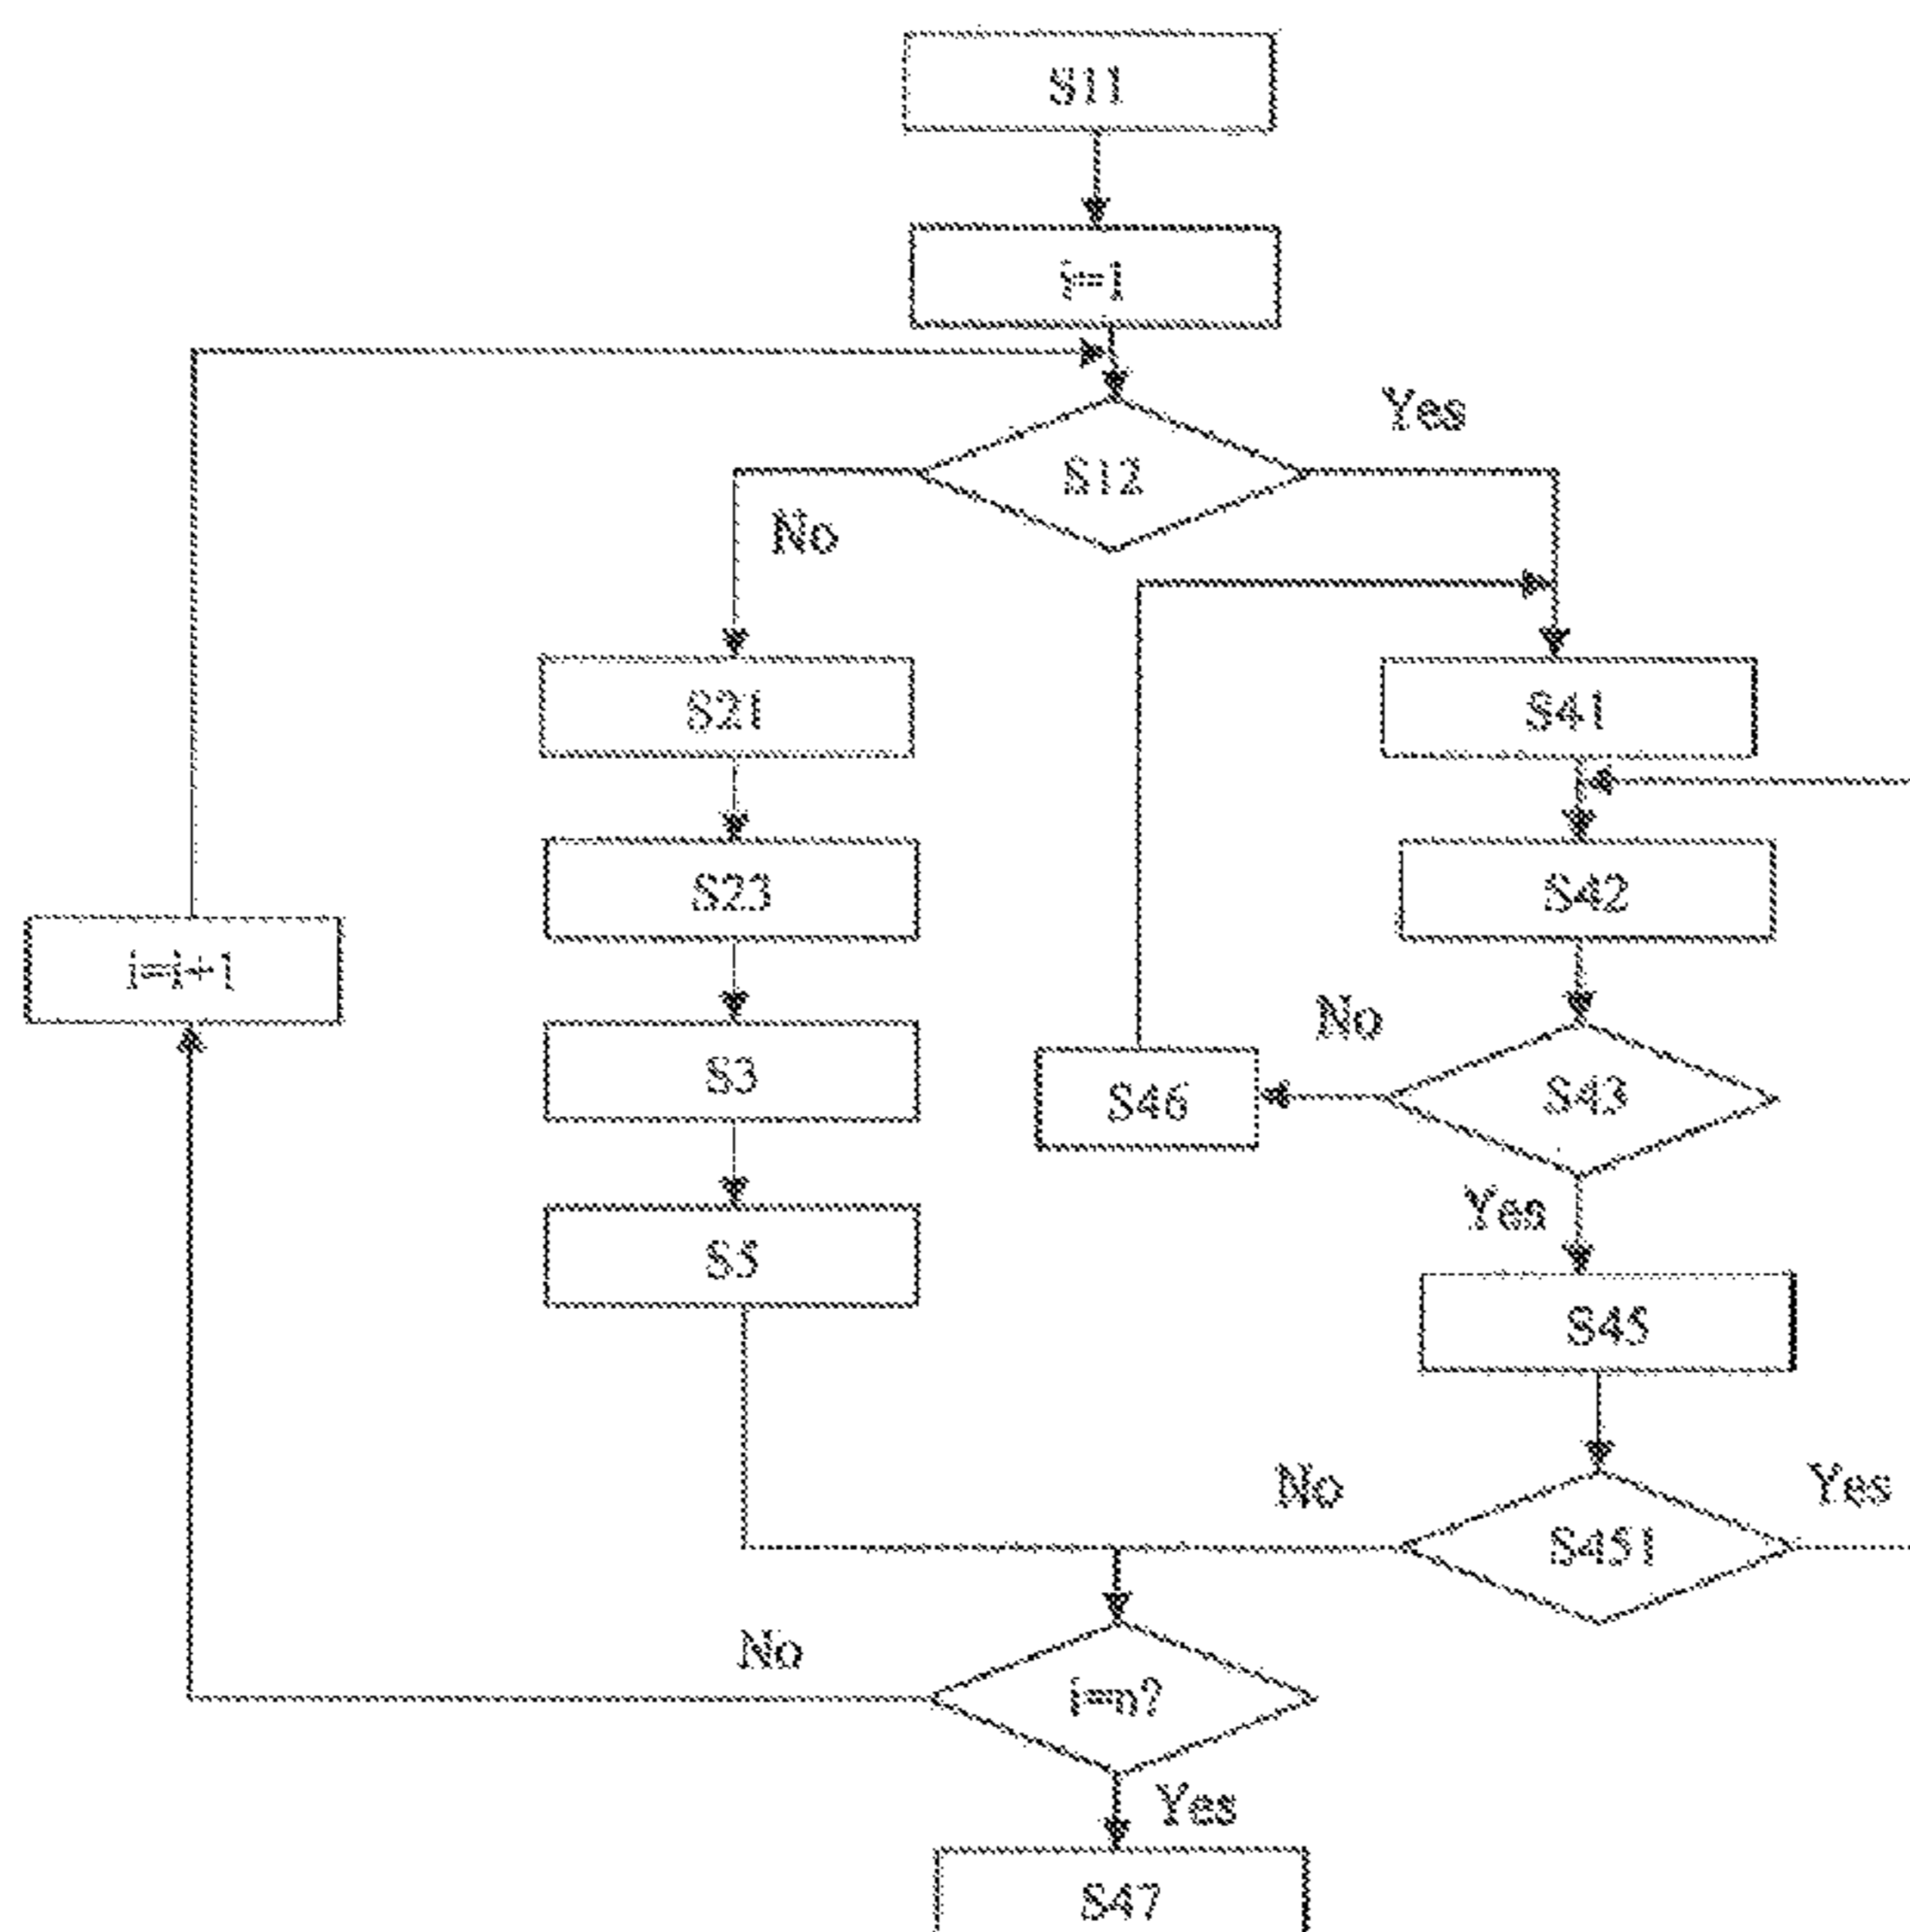 S11
i=1
Yes
S12
No
S21
S41
S23
S42
i=i+1
No
S3
S46
S43
Yes
S5
S45
No
Yes
S451
No
i=n?
Yes
S47